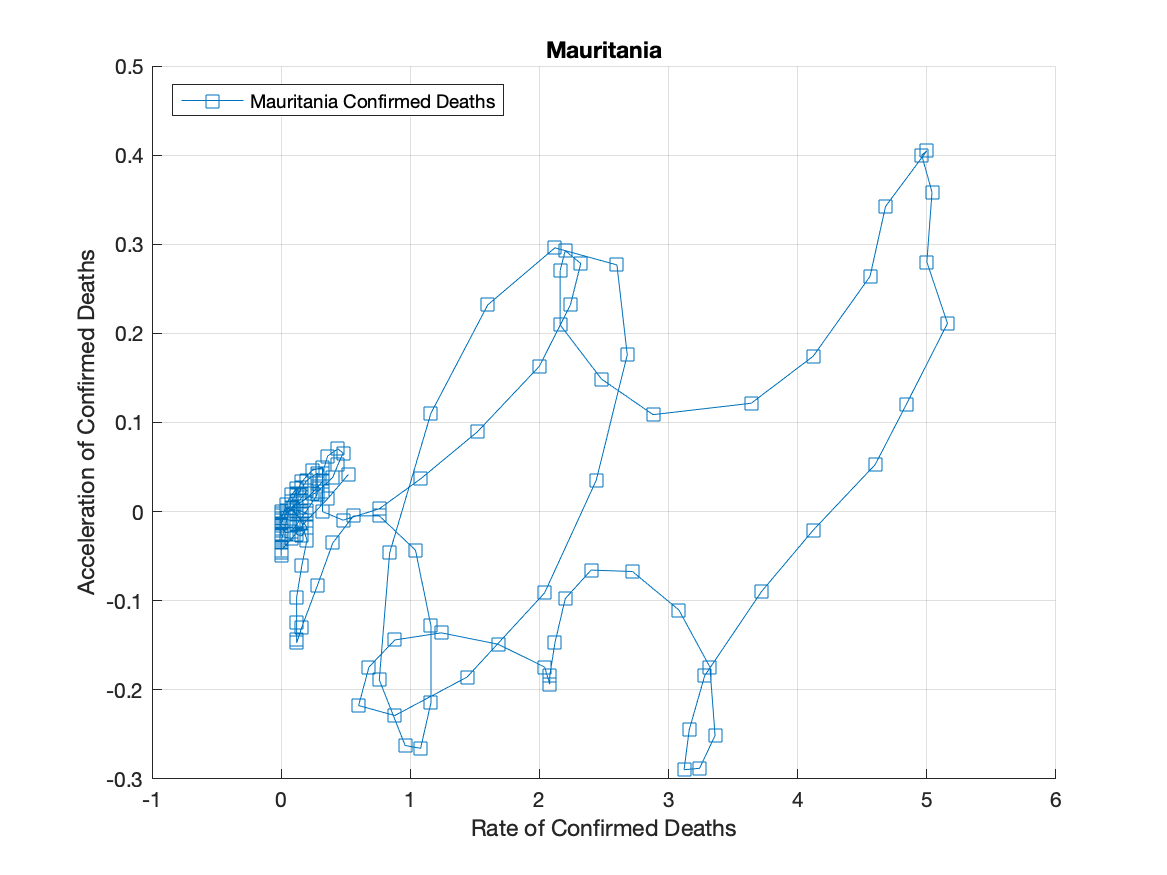 Mauritania
0.5
Mauritania Confirmed Deaths
0.4
0.3
0.2
0.1
0
-0.1
-0.2
-0.3
Acceleration of Confirmed Deaths
-1 0 1 2 3 4 5 6
Rate of Confirmed Deaths